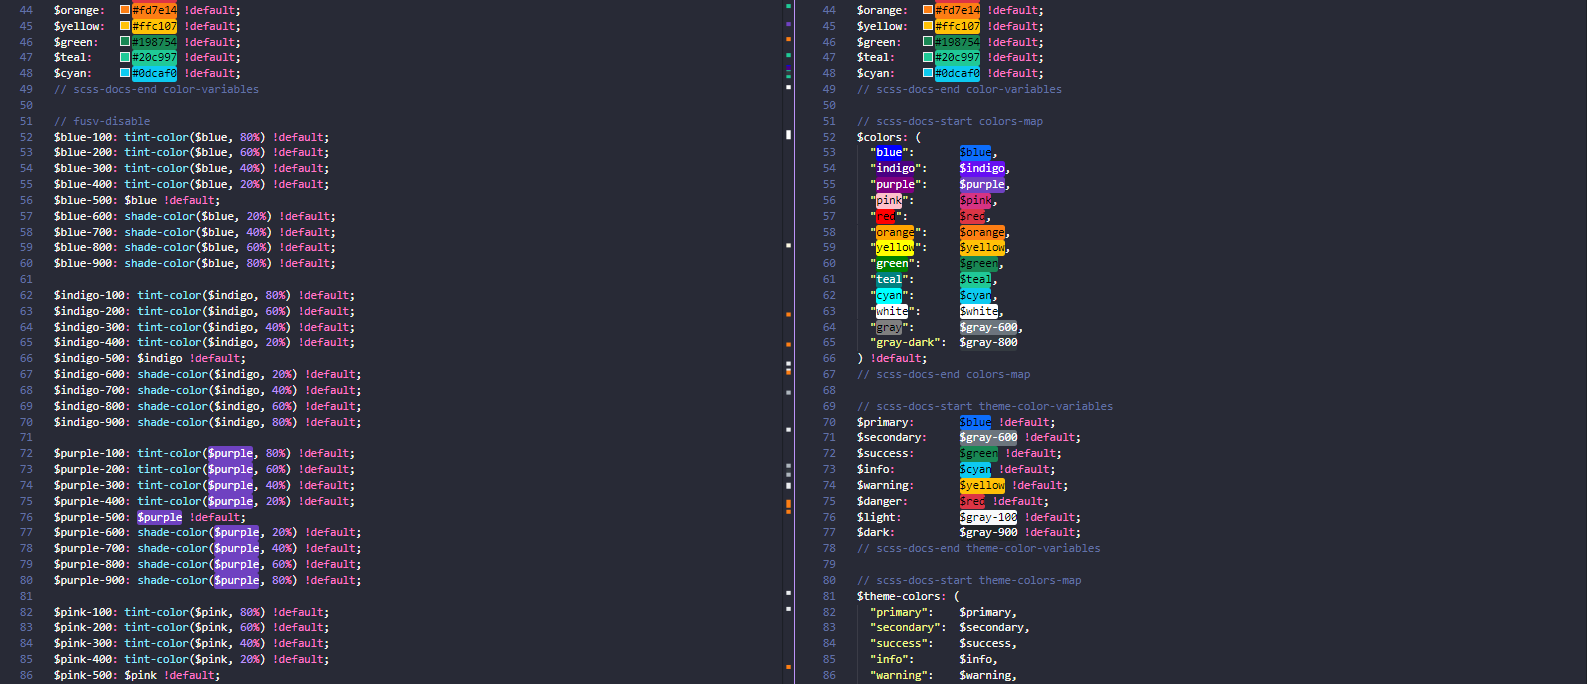 44 $orange: #fd7e14 !default;
45 $yellow: #ffc107 !default;
46 $green: #198754 !default;
47 $teal: #20c997 !default;
48 $cyan: #0dcaf0 !default;
49 // scss-docs-end color-variables
50
51 // fusv-disable
52 $blue-100: tint-color($blue, 80%) !default;
53 $blue-200: tint-color($blue, 60%) !default;
54 $blue-300: tint-color($blue, 40%) !default;
55 $blue-400: tint-color($blue, 20%) !default;
56 $blue-500: $blue !default;
57 $blue-600: shade-color($blue, 20%) !default;
58 $blue-700: shade-color($blue, 40%) !default;
59 $blue-800: shade-color($blue, 60%) !default;
60 $blue-900: shade-color($blue, 80%) !default;
61
62 $indigo-100: tint-color($indigo, 80%) !default;
63 $indigo-200: tint-color($indigo, 60%) !default;
64 $indigo-300: tint-color($indigo, 40%) !default;
65 $indigo-400: tint-color($indigo, 20%) !default;
66 $indigo-500: $indigo !default;
67 $indigo-600: shade-color($indigo, 20%) !default;
68 $indigo-700: shade-color($indigo, 40%) !default;
69 $indigo-800: shade-color($indigo, 60%) !default;
70 $indigo-900: shade-color($indigo, 80%) !default;
71
72 $purple-100: tint-color($purple, 80%) !default;
73 $purple-200: tint-color($purple, 60%) !default;
74 $purple-300: tint-color($purple, 40%) !default;
75 $purple-400: tint-color($purple, 20%) !default;
76 $purple-500: $purple !default;
77 $purple-600: shade-color($purple, 20%) !default;
78 $purple-700: shade-color($purple, 40%) !default;
79 $purple-800: shade-color($purple, 60%) !default;
80 $purple-900: shade-color($purple, 80%) !default;
81
82 $pink-100: tint-color($pink, 80%) !default;
83 $pink-200: tint-color($pink, 60%) !default;
84 $pink-300: tint-color($pink, 40%) !default;
85 $pink-400: tint-color($pink, 20%) !default;
86 $pink-500: $pink !default;
44 $orange: #fd7e14 !default;
45 $yellow: #ffc107 !default;
46 $green: #198754 !default;
47 $teal: #20c997 !default;
48 $cyan: #0dcaf0 !default;
49 // scss-docs-end color-variables
50
51 // scss-docs-start colors-map
52 $colors: (
53 "blue": $blue,
54 "indigo": $indigo,
55 "purple": $purple,
56 "pink": $pink,
57 "red": $red,
58 "orange": $orange,
59 "yellow": $yellow,
60 "green": $green,
61 "teal": $teal,
62 "cyan": $cyan,
63 "white": $white,
64 "gray": $gray-600,
65 "gray-dark": $gray-800
66 ) !default;
67 // scss-docs-end colors-map
68
69 // scss-docs-start theme-color-variables
70 $primary: $blue !default;
71 $secondary: $gray-600 !default;
72 $success: $green !default;
73 $info: $cyan !default;
74 $warning: $yellow !default;
75 $danger: $red !default;
76 $light: $gray-100 !default;
77 $dark: $gray-900 !default;
78 // scss-docs-end theme-color-variables
79
80 // scss-docs-start theme-colors-map
81 $theme-colors: (
82 "primary": $primary,
83 "secondary": $secondary,
84 "success": $success,
85 "info": $info,
86 "warning": $warning,